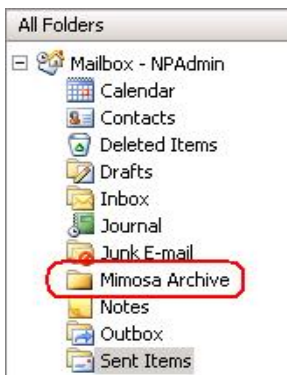 All Folders
Mailbox - NPAdmin
Calendar
Contacts
Deleted Items
Drafts
Inbox
Journal
Junk E-mail
Mimosa Archive
Notes
Outbox
Sent Items